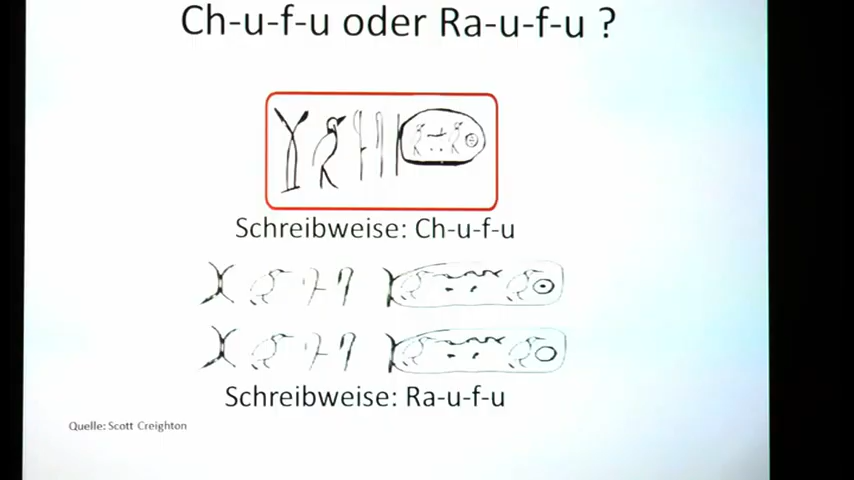 Ch-u-f-u oder Ra-u-f-u ?
Schreibweise: Ch-u-f-u
Schreibweise: Ra-u-f-u
Quelle: Scott Creighton